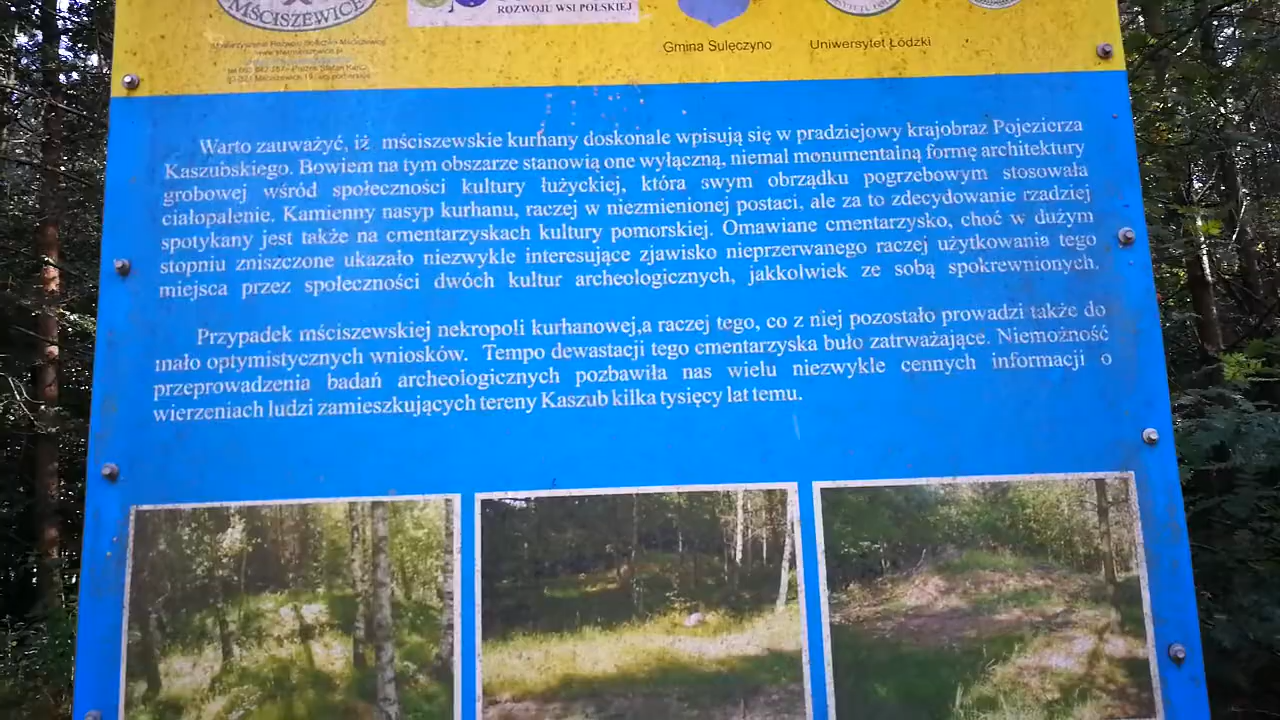 MŚCISZEWICE
ROZWOJU WSI POLSKIEJ
Gmina Sulęczyno
Uniwersytet Łódzki
Warto zauważyć, iż mściszewskie kurhany doskonale wpisują się w pradziejowy krajobraz Pojezierza
Kaszubskiego. Bowiem na tym obszarze stanowią one wyłączną, niemal monumentalną formę architektury
grobowej wśród społeczności kultury łużyckiej, która swym obrządku pogrzebowym stosowała
ciałopalenie. Kamienny nasyp kurhanu, raczej w niezmienionej postaci, ale za to zdecydowanie rzadziej
spotykany jest także na cmentarzyskach kultury pomorskiej. Omawiane cmentarzysko, choć w dużym
stopniu zniszczone ukazało niezwykle interesujące zjawisko nieprzerwanego raczej użytkowania tego
miejsca przez społeczności dwóch kultur archeologicznych, jakkolwiek ze sobą spokrewnionych.
Przypadek mściszewskiej nekropoli kurhanowej,a raczej tego, co z niej pozostało prowadzi także do
mało optymistycznych wniosków. Tempo dewastacji tego cmentarzyska buło zatrważające. Niemożność
przeprowadzenia badań archeologicznych pozbawiła nas wielu niezwykle cennych informacji o
wierzeniach ludzi zamieszkujących tereny Kaszub kilka tysięcy lat temu.